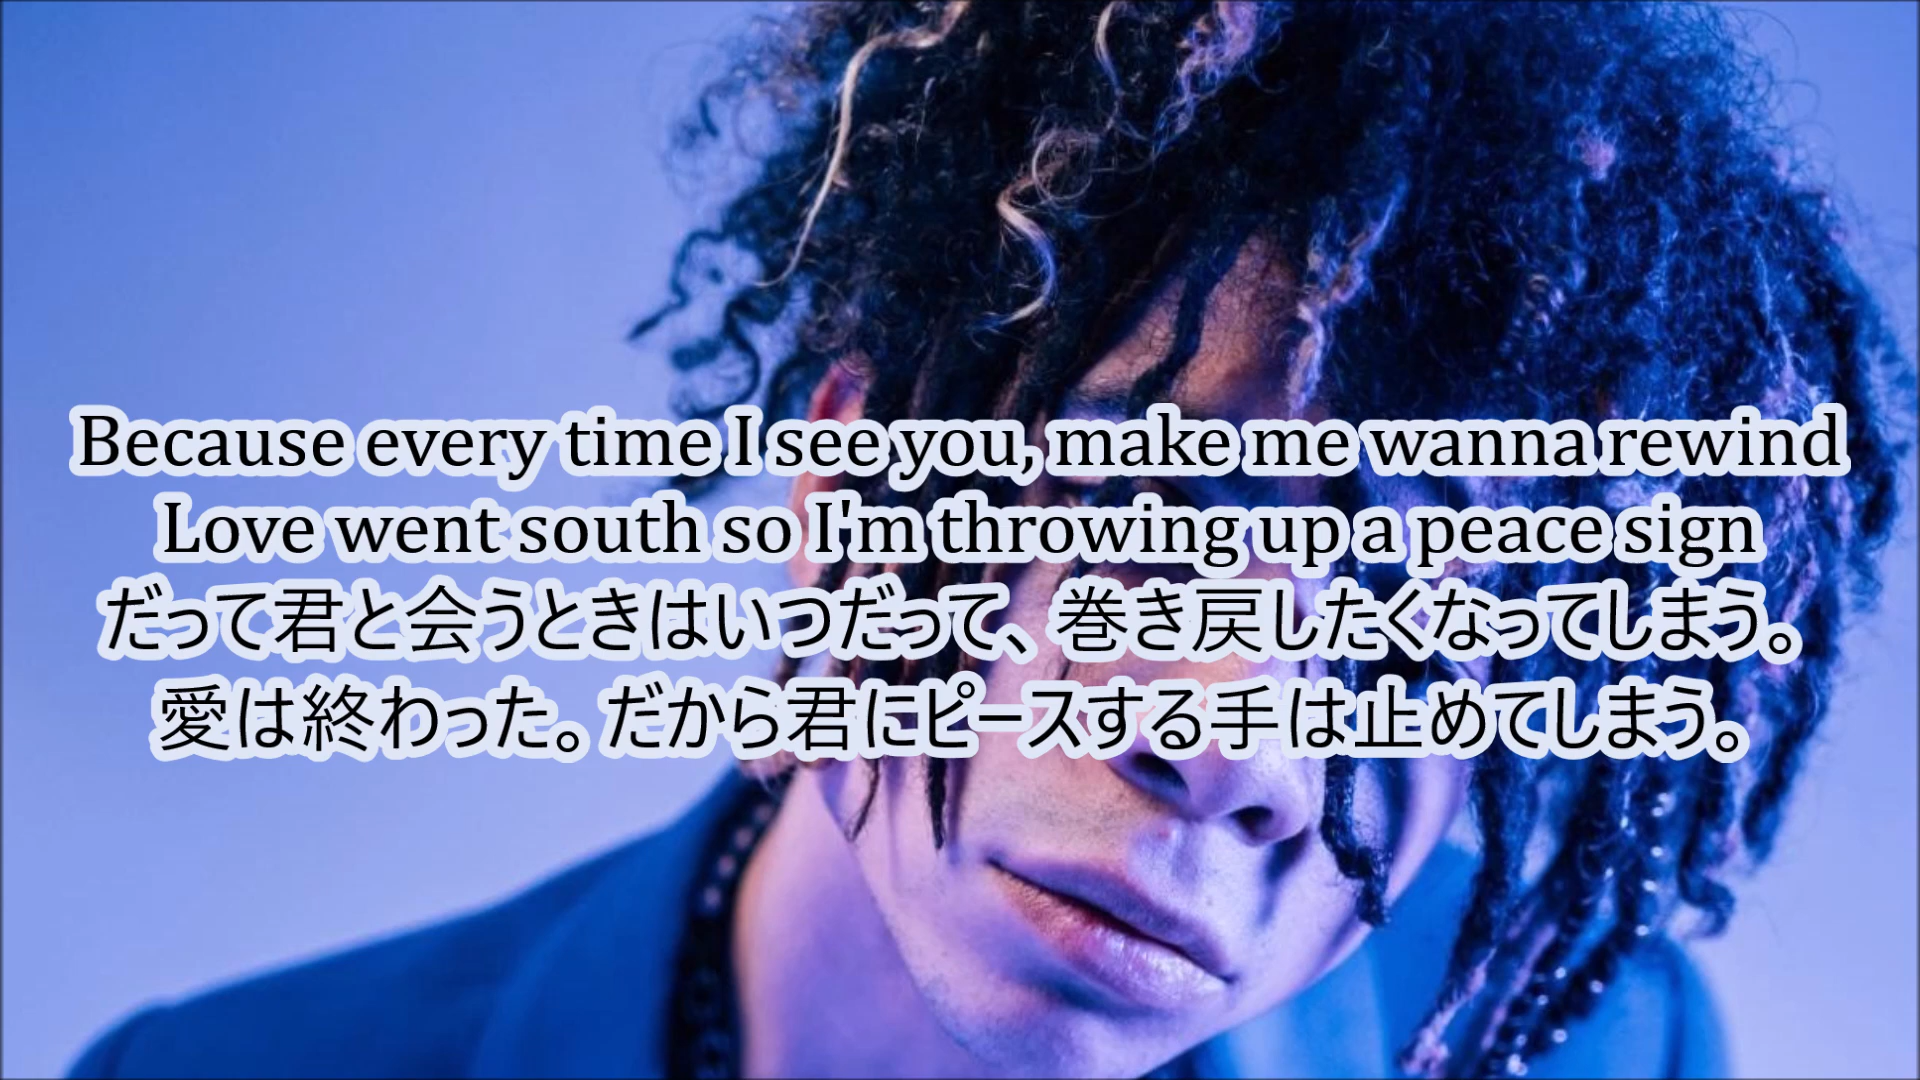 Because every time I see you, make me wanna rewind
Love went south so I'm throwing up a peace sign
だって君と会うときはいつだって、巻き戻したくなってしまう。
愛は終わった。だから君にピースする手は止めてしまう。